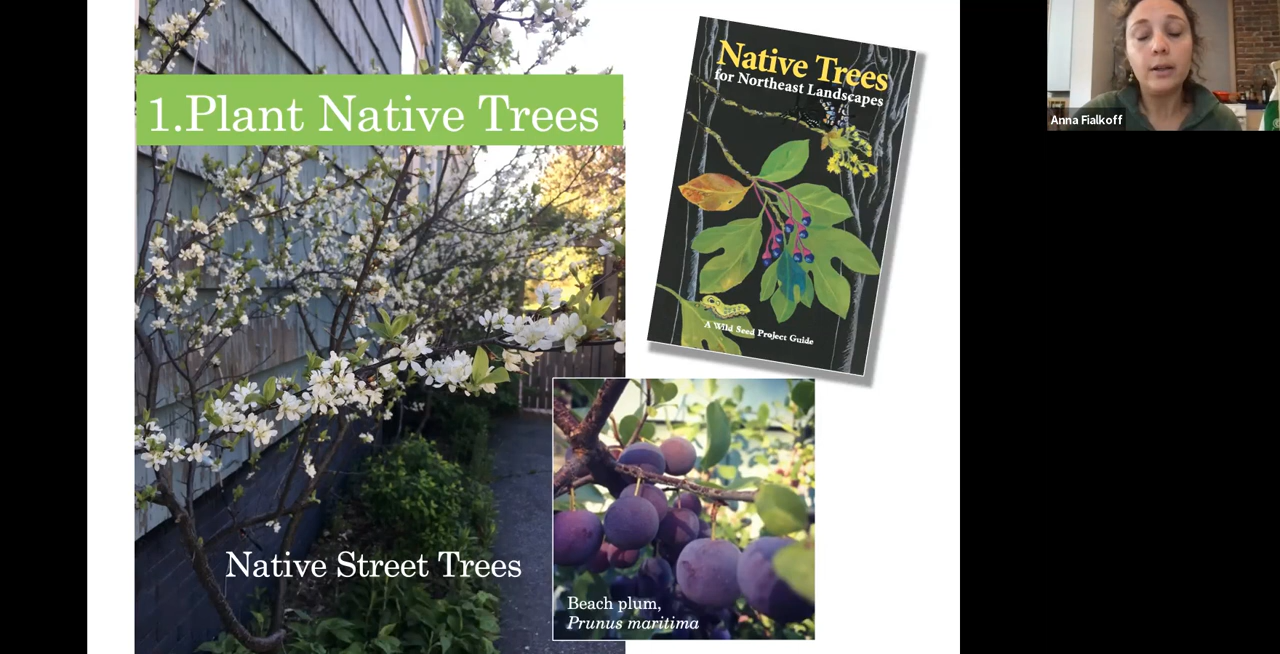 1.Plant Native Trees
Native Trees
for Northeast Landscapes
A Wild Seed Project Guide
Anna Fialkoff
Native Street Trees
Beach plum,
Prunus maritima